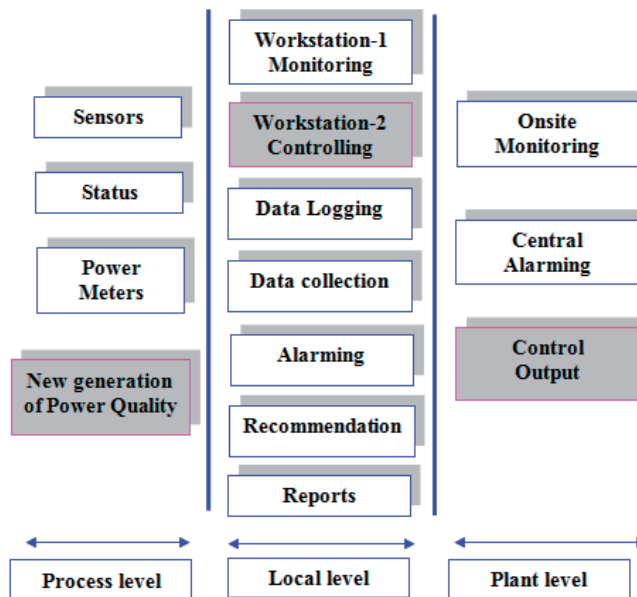 Sensors
Status
Power
Meters
New generation
of Power Quality
Process level
Workstation-1
Monitoring
Workstation-2
Controlling
Data Logging
Data collection
Alarming
Recommendation
Reports
Local level
Onsite
Monitoring
Central
Alarming
Control
Output
Plant level